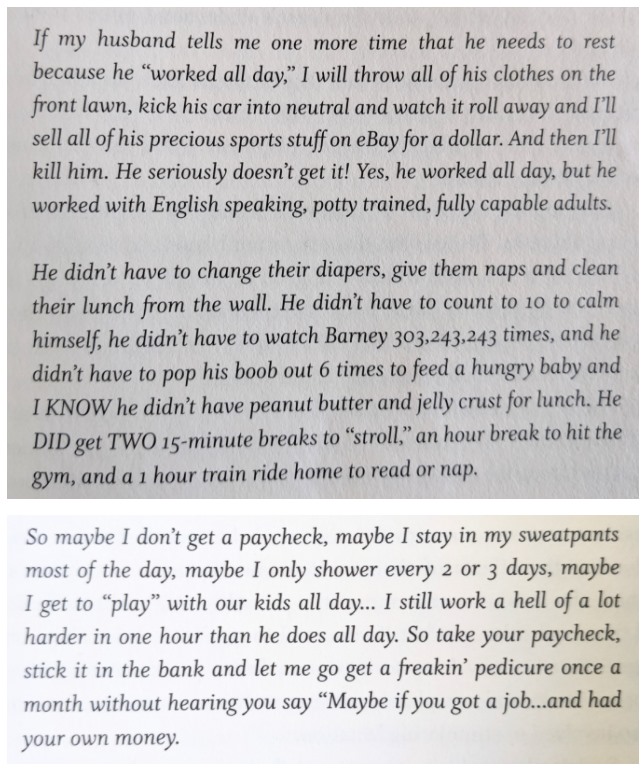 If my husband tells me one more time that he needs to rest
because he “worked all day,” I will throw all of his clothes on the
front lawn, kick his car into neutral and watch it roll away and I’ll
sell all of his precious sports stuff on eBay for a dollar. And then I’ll
kill him. He seriously doesn’t get it! Yes, he worked all day, but he
worked with English speaking, potty trained, fully capable adults.
He didn’t have to change their diapers, give them naps and clean
their lunch from the wall. He didn’t have to count to 10 to calm
himself, he didn’t have to watch Barney 303,243,243 times, and he
didn’t have to pop his boob out 6 times to feed a hungry baby and
I KNOW he didn’t have peanut butter and jelly crust for lunch. He
DID get TWO 15-minute breaks to “stroll,” an hour break to hit the
gym, and a 1 hour train ride home to read or nap.
So maybe I don’t get a paycheck, maybe I stay in my sweatpants
most of the day, maybe I only shower every 2 or 3 days, maybe
I get to “play” with our kids all day... I still work a hell of a lot
harder in one hour than he does all day. So take your paycheck,
stick it in the bank and let me go get a freakin’ pedicure once a
month without hearing you say “Maybe if you got a job...and had
your own money.